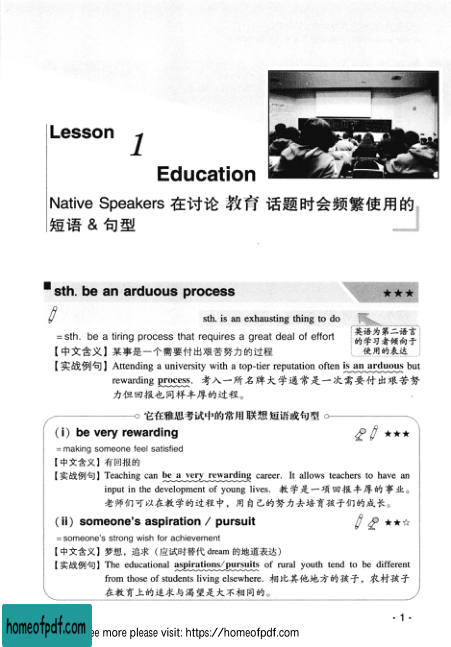 Lesson 1
Education
Native Speakers 在讨论 教育 话题时会频繁使用的
短语 & 句型
sth. be an arduous process ★★★
sth. is an exhausting thing to do
英语为第二语言
的学习者倾向于
使用的表达
=sth. be a tiring process that requires a great deal of effort
【中文含义】某事是一个需要付出艰苦努力的过程
【实战例句】Attending a university with a top-tier reputation often is an arduous but
rewarding process. 考入一所名牌大学通常是一次需要付出艰苦努
力但回报也同样丰厚的过程。
它在雅思考试中的常用联想短语或句型
(i) be very rewarding ★★★
=making someone feel satisfied
【中文含义】有回报的
【实战例句】Teaching can be a very rewarding career. It allows teachers to have an
input in the development of young lives. 教学是一项回报丰厚的事业。
老师们可以在教学的过程中，用自己的努力去培育孩子们的成长。
(ii) someone's aspiration / pursuit ★★☆
=someone's strong wish for achievement
【中文含义】梦想，追求（应试时替代 dream 的地道表达）
【实战例句】The educational aspirations/pursuits of rural youth tend to be different
from those of students living elsewhere. 相比其他地方的孩子，农村孩子
在教育上的追求与渴望是大不相同的。
· 1 ·
homeofpdf.com
ee more please visit: https://homeofpdf.com